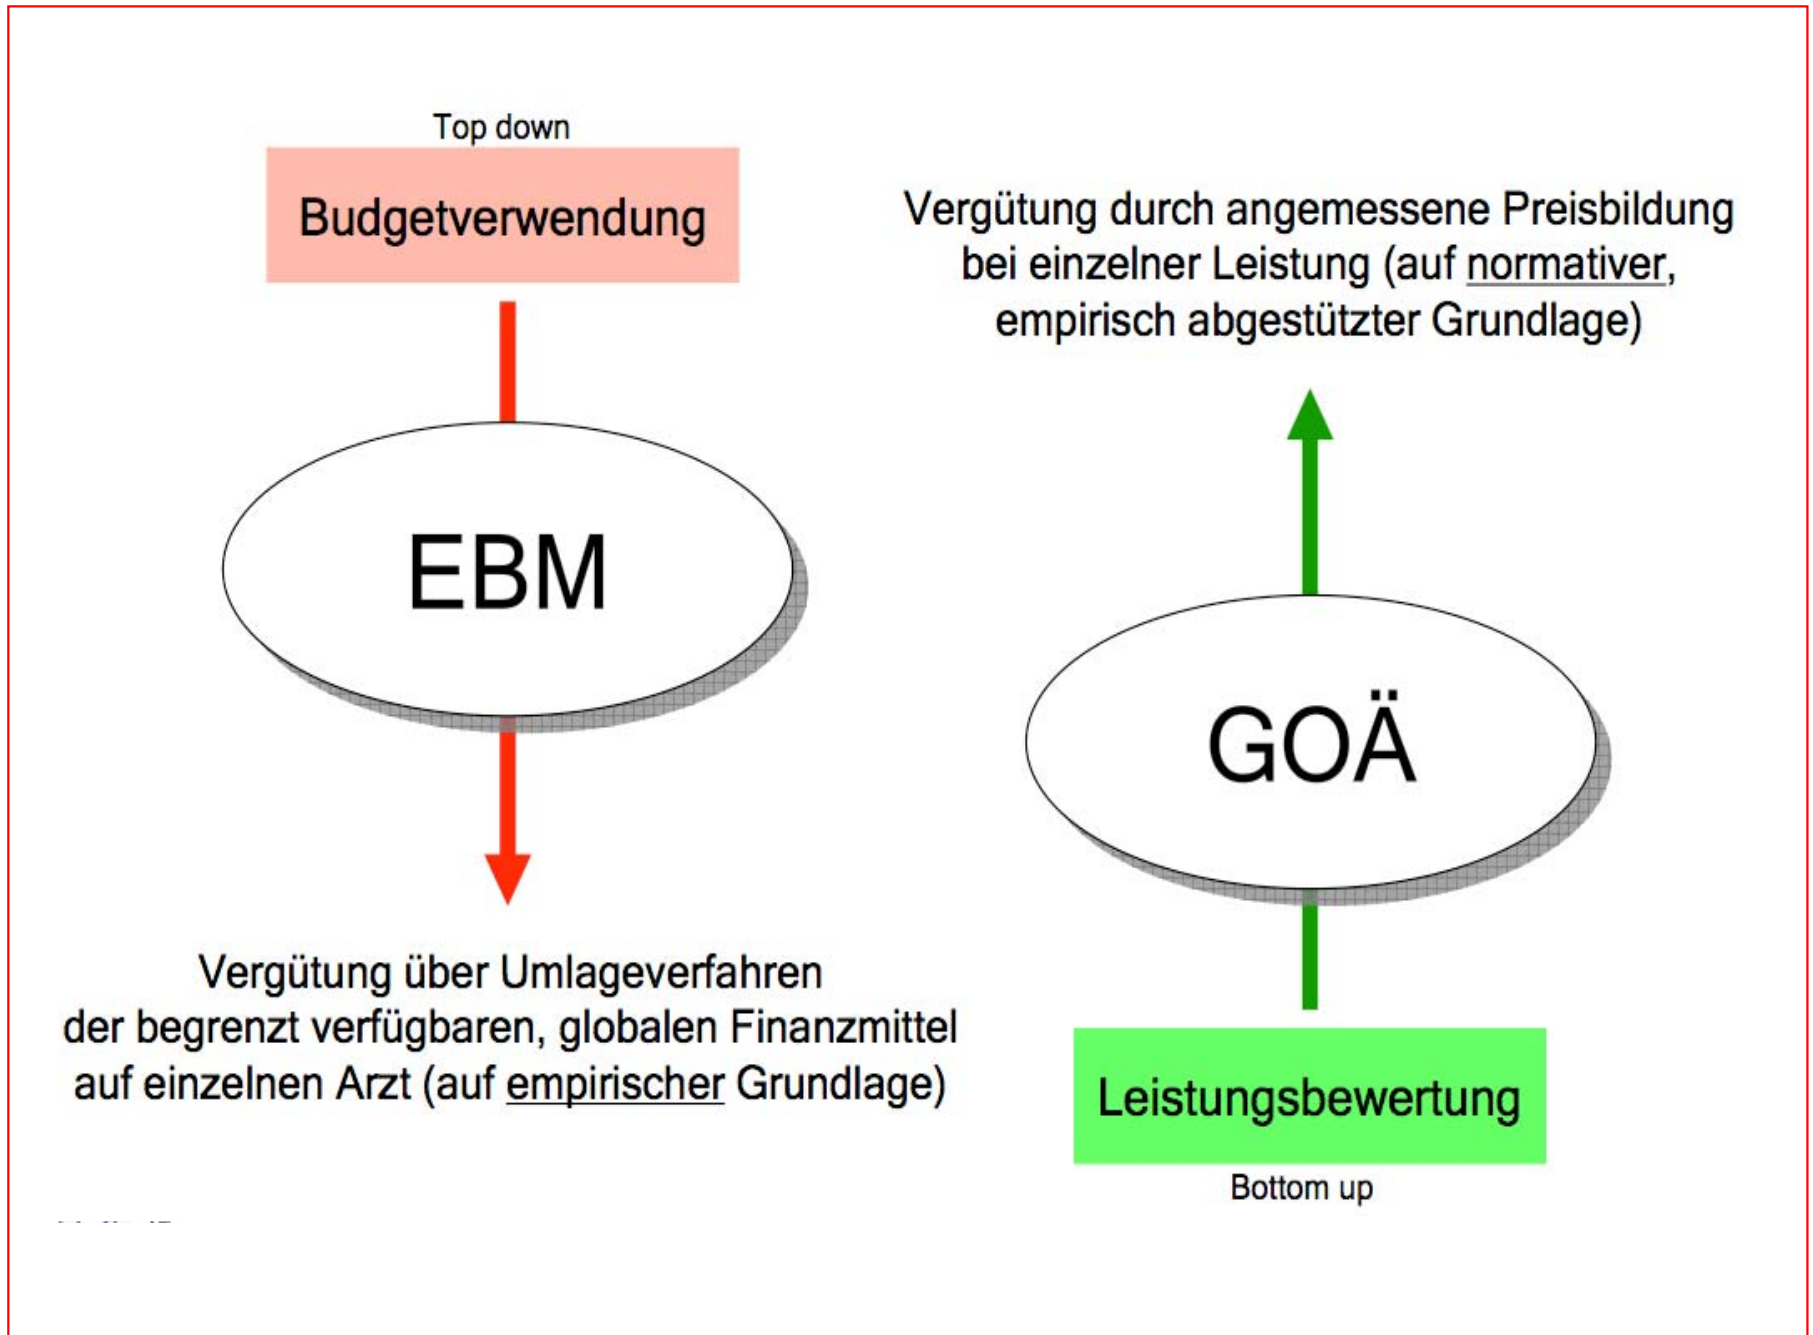 Top down
Budgetverwendung
EBM
Vergütung über Umlageverfahren
der begrenzt verfügbaren, globalen Finanzmittel
auf einzelnen Arzt (auf empirischer Grundlage)
Vergütung durch angemessene Preisbildung
bei einzelner Leistung (auf normativer,
empirisch abgestützter Grundlage)
GOÄ
Leistungsbewertung
Bottom up